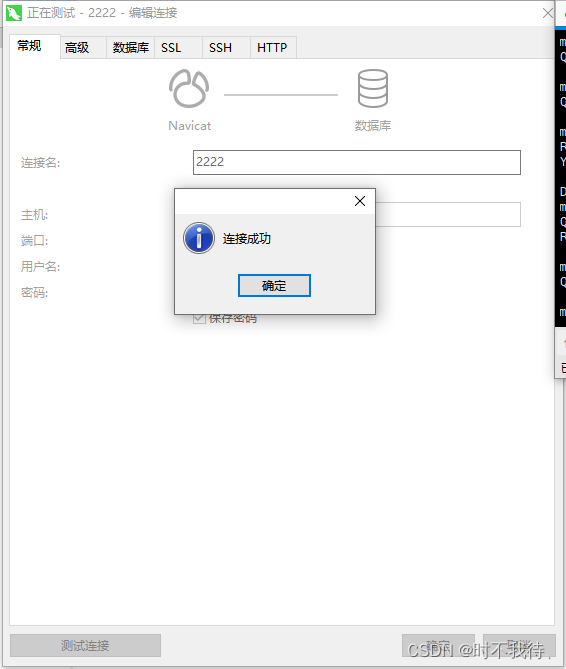 正在测试 - 2222 - 编辑连接
常规 高级 数据库 SSL SSH HTTP
Navicat 数据库
连接名: 2222
主机:
连接成功
端口:
用户名:
确定
密码:
保存密码
测试连接 确定 取消
CSDN @时不我待.